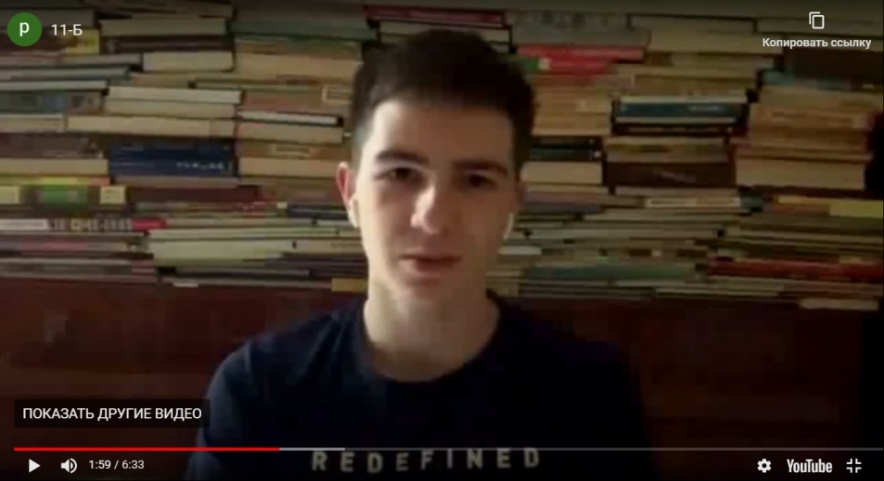 р
11-Б
Копировать ссылку
ПОКАЗАТЬ ДРУГИЕ ВИДЕО
REDEFINED
1:59 / 6:33
YouTube